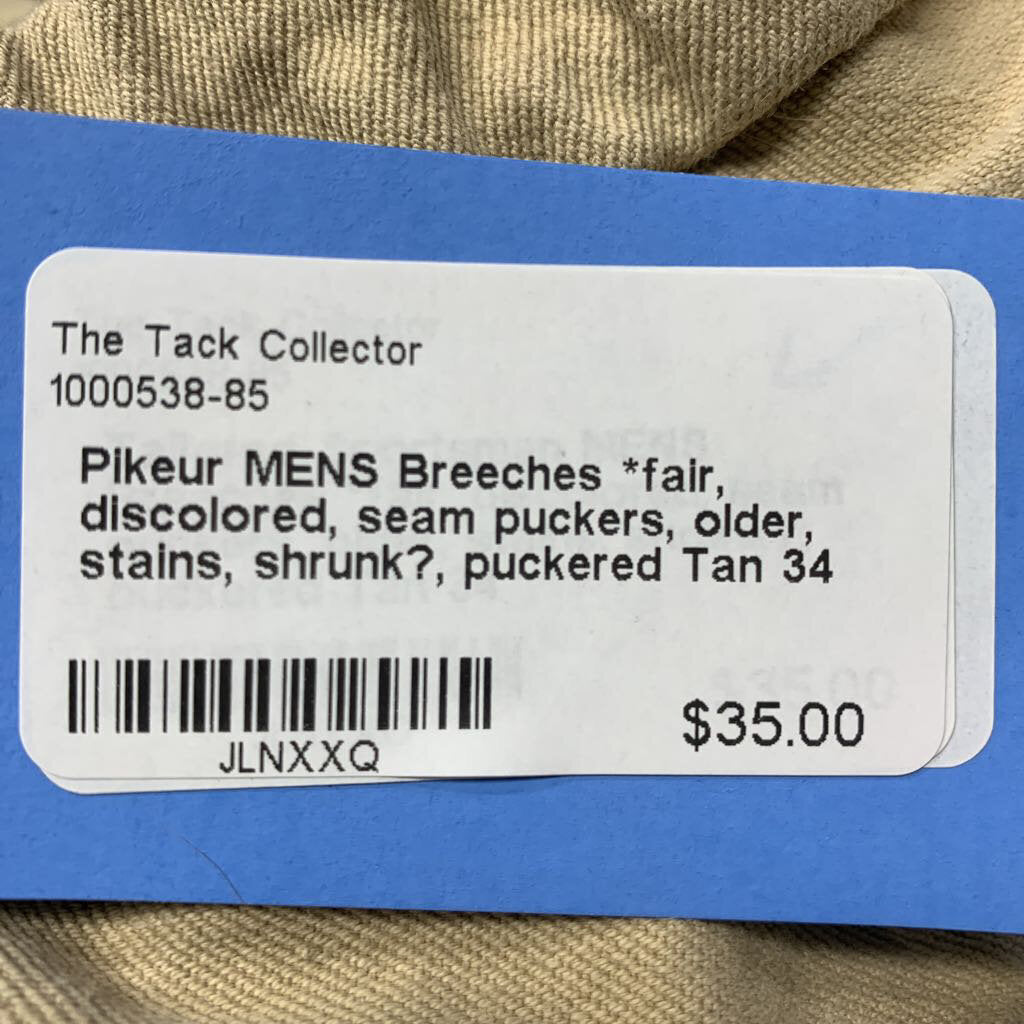 The Tack Collector
1000538-85
Pikeur MENS Breeches *fair,
discolored, seam puckers, older,
stains, shrunk?, puckered Tan 34
JLNXXQ
$35.00